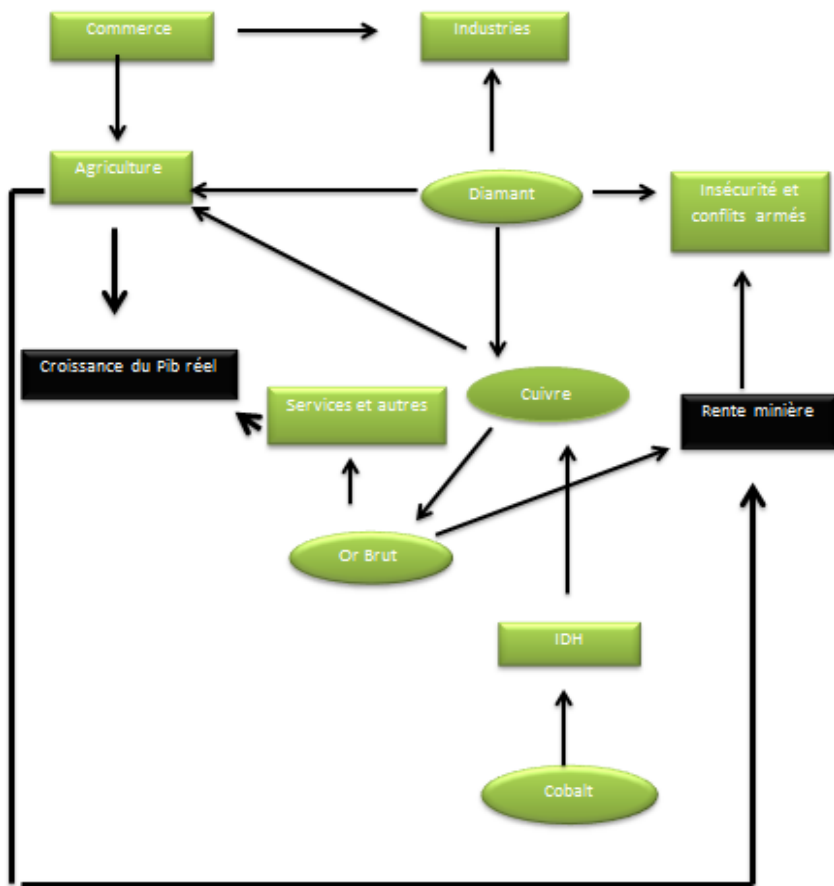 Commerce
Industries
Agriculture
Diamant
Insécurité et
conflits armés
Croissance du Pib réel
Services et autres
Cuivre
Rente minière
Or Brut
IDH
Cobalt